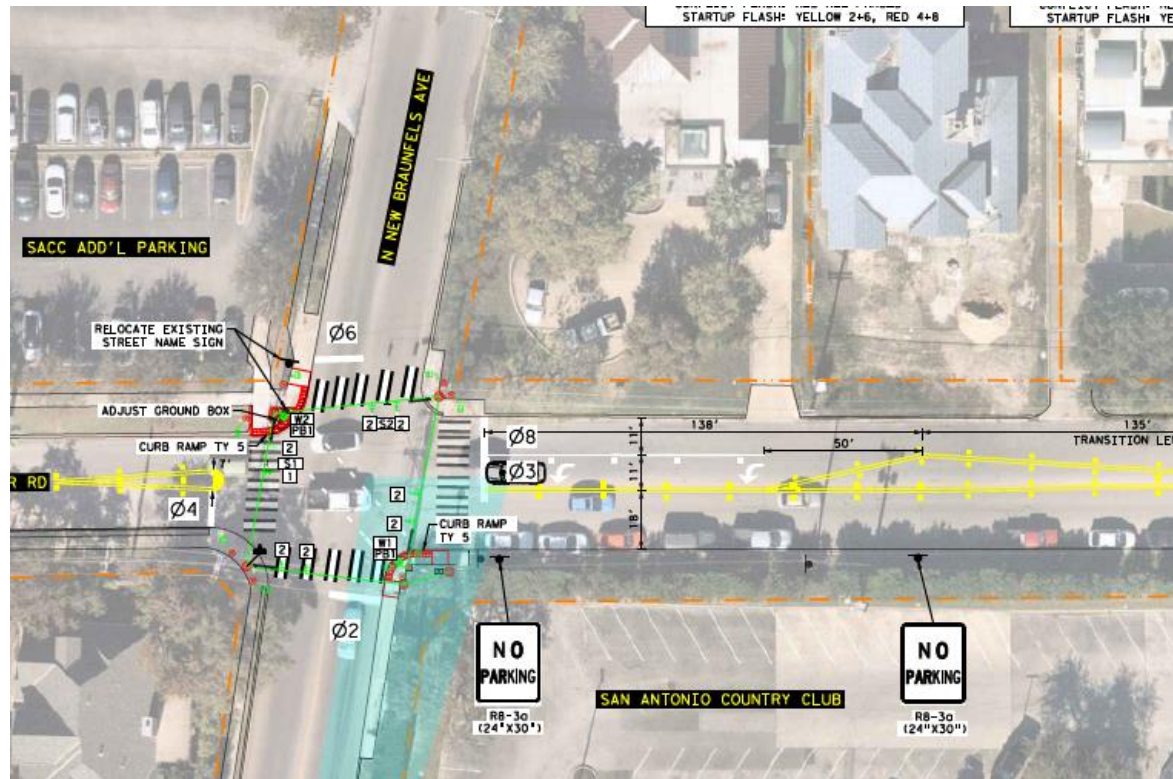 STARTUP FLASH: YELLOW 2+6, RED 4+8
STARTUP FLASH: YE
N NEW BRAUNFELS AVE
SACC ADD'L PARKING
RELOCATE EXISTING
STREET NAME SIGN
Ø6
ADJUST GROUND BOX
W2
PB1
2 S2 2
CURB RAMP TY 5
2
S1
1
138'
135'
11'
Ø8
50'
TRANSITION LE
R RD
7'
Ø3
11'
Ø4
2
18'
2
CURB RAMP
TY 5
W1
PB1
2
2
Ø2
NO
PARKING
R8-3a
(24"X30")
NO
PARKING
R8-3a
(24"X30")
SAN ANTONIO COUNTRY CLUB